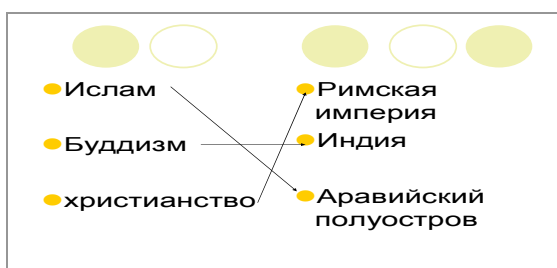 Ислам
Буддизм
христианство
Римская
империя
Индия
Аравийский
полуостров